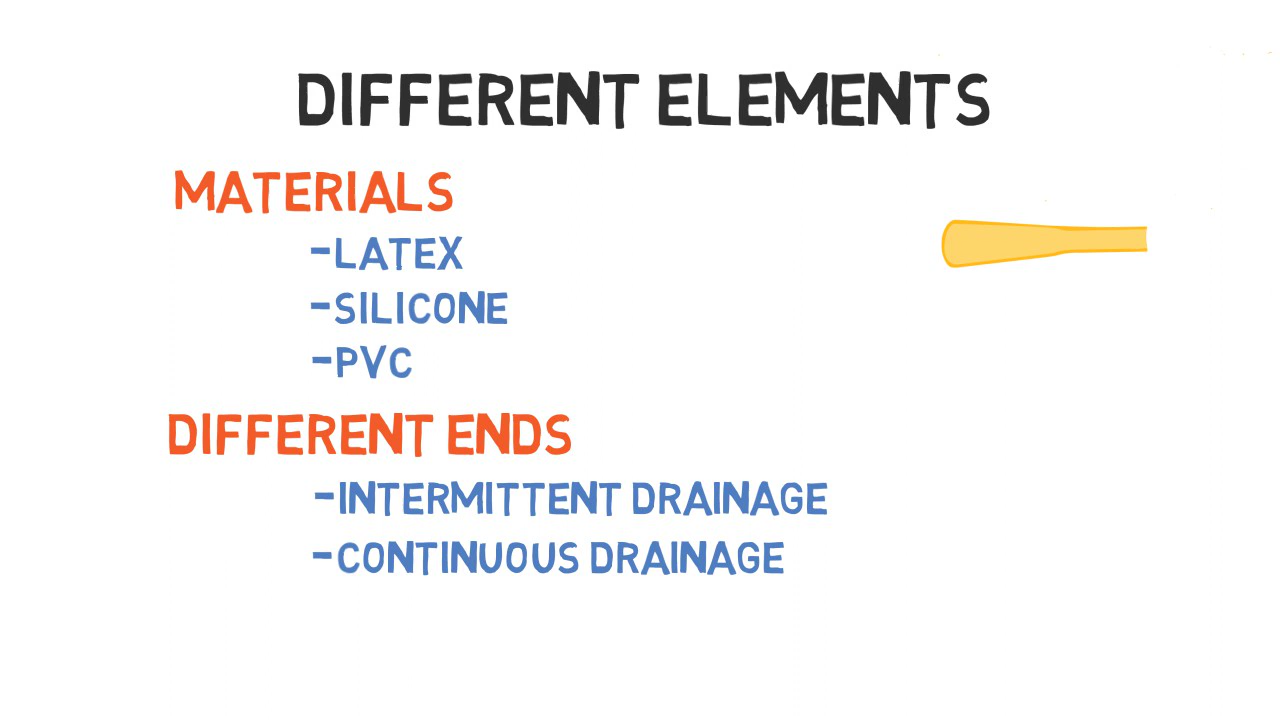 DIFFERENT ELEMENTS
MATERIALS
-LATEX
-SILICONE
-PVC
DIFFERENT ENDS
-INTERMITTENT DRAINAGE
-CONTINUOUS DRAINAGE